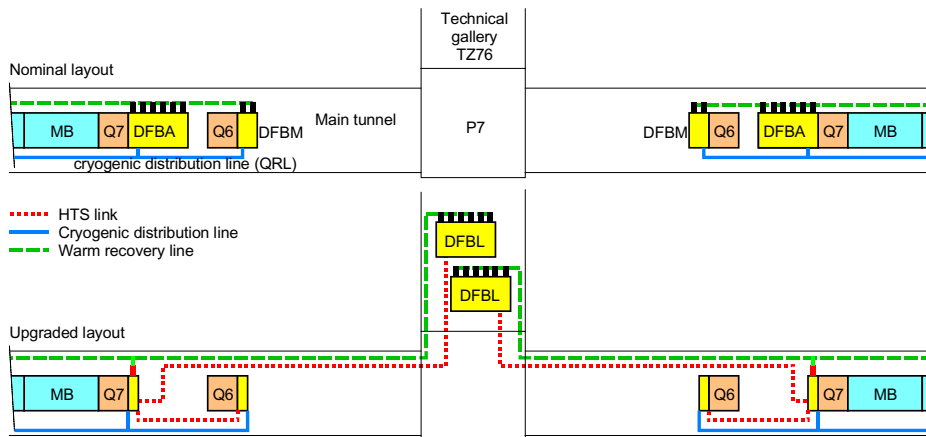 Technical
gallery
TZ76
Nominal layout
MB
Q7
DFBA
Q6
DFBM
Main tunnel
P7
DFBM
Q6
DFBA
Q7
MB
cryogenic distribution line (QRL)
HTS link
Cryogenic distribution line
Warm recovery line
DFBL
DFBL
Upgraded layout
MB
Q7
Q6
Q6
Q7
MB